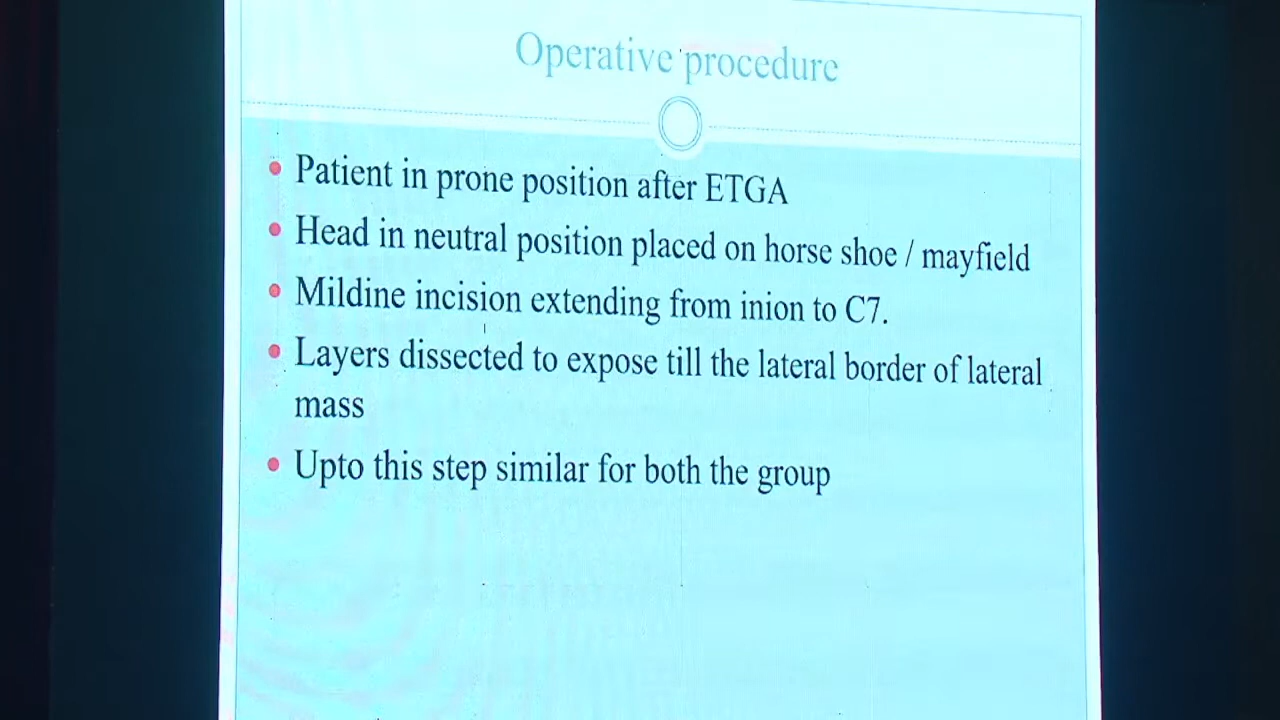 Operative procedure
Patient in prone position after ETGA
Head in neutral position placed on horse shoe / mayfield
Mildine incision extending from inion to C7.
Layers dissected to expose till the lateral border of lateral
mass
Upto this step similar for both the group